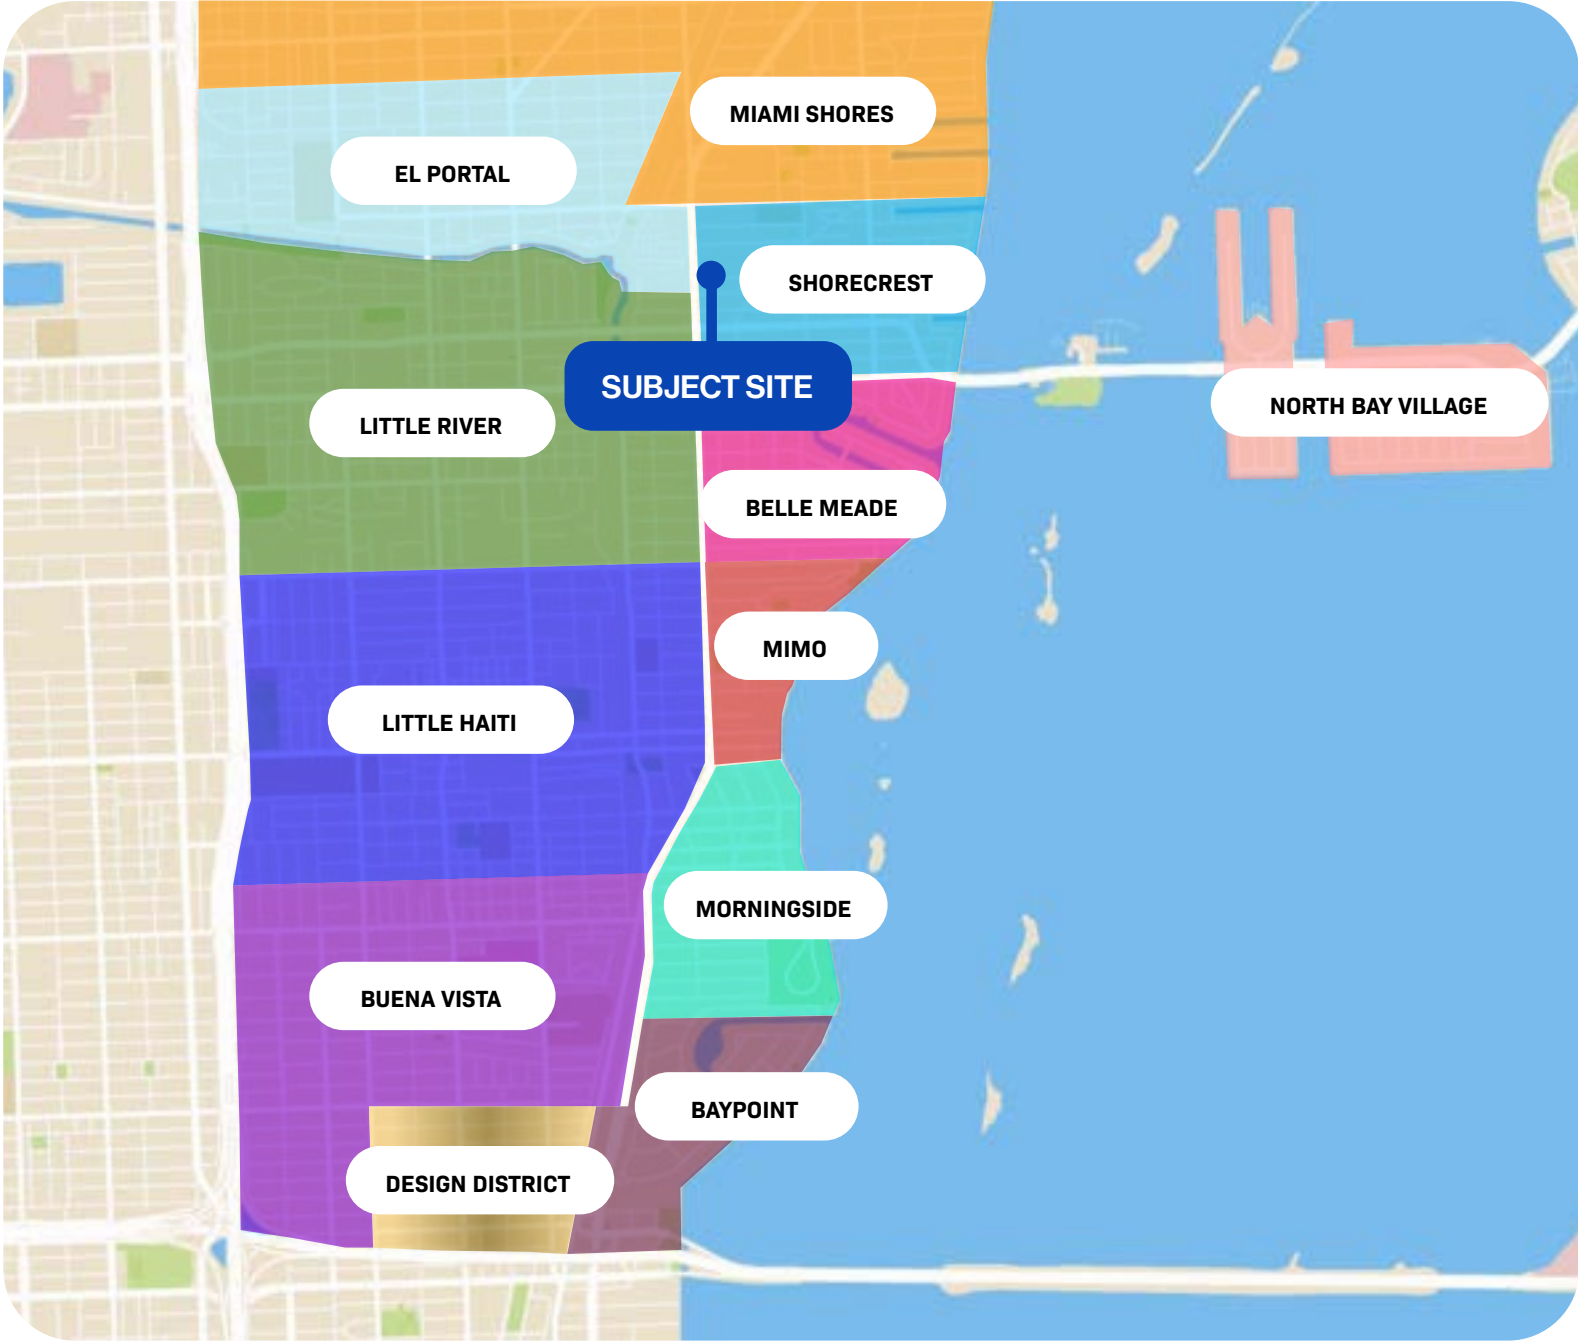 MIAMI SHORES
EL PORTAL
SHORECREST
SUBJECT SITE
NORTH BAY VILLAGE
LITTLE RIVER
BELLE MEADE
MIMO
LITTLE HAITI
MORNINGSIDE
BUENA VISTA
BAYPOINT
DESIGN DISTRICT